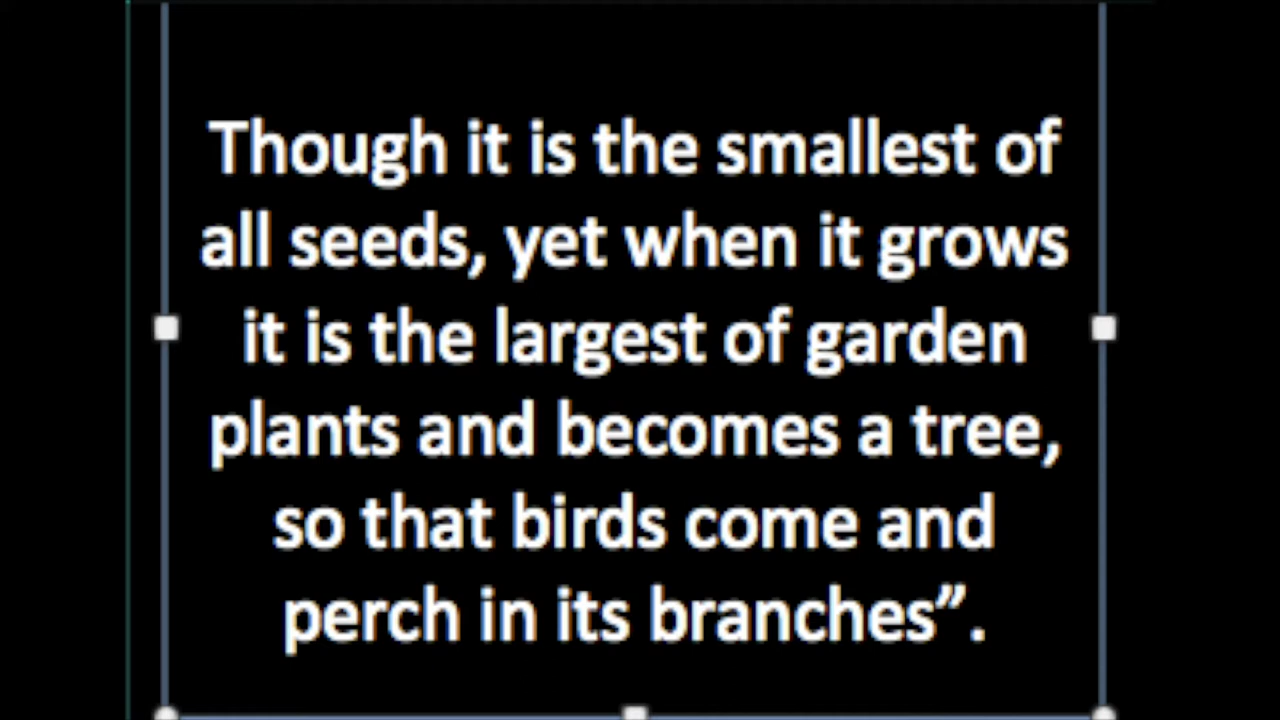 Though it is the smallest of
all seeds, yet when it grows
it is the largest of garden
plants and becomes a tree,
so that birds come and
perch in its branches”.